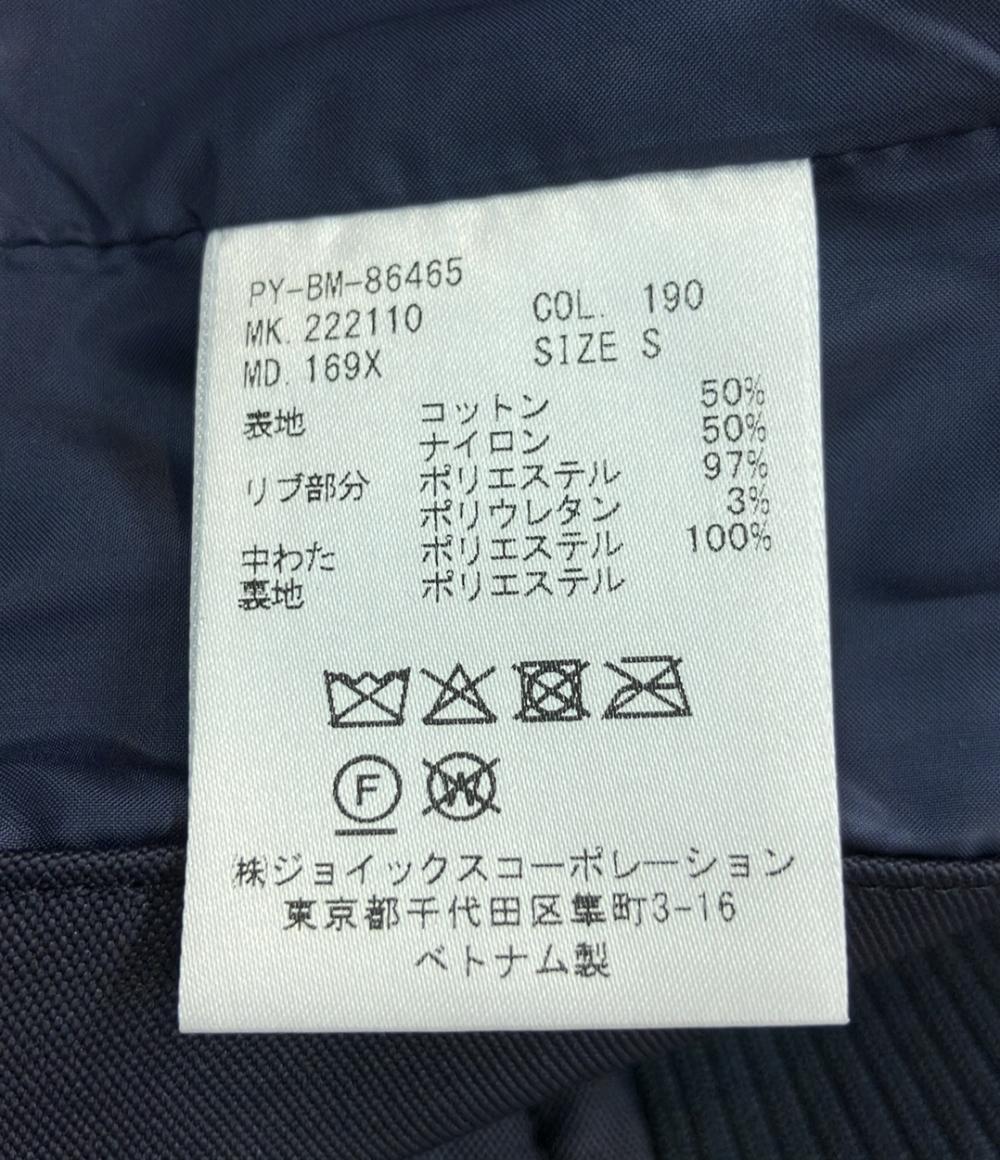 PY-BM-86465
MK. 222110 COL. 190
MD. 169X SIZE S
表地 コットン 50%
ナイロン 50%
リブ部分 ポリエステル 97%
ポリウレタン 3%
中わた ポリエステル 100%
裏地 ポリエステル
F W
㈱ジョイックスコーポレーション
東京都千代田区隼町3-16
ベトナム製